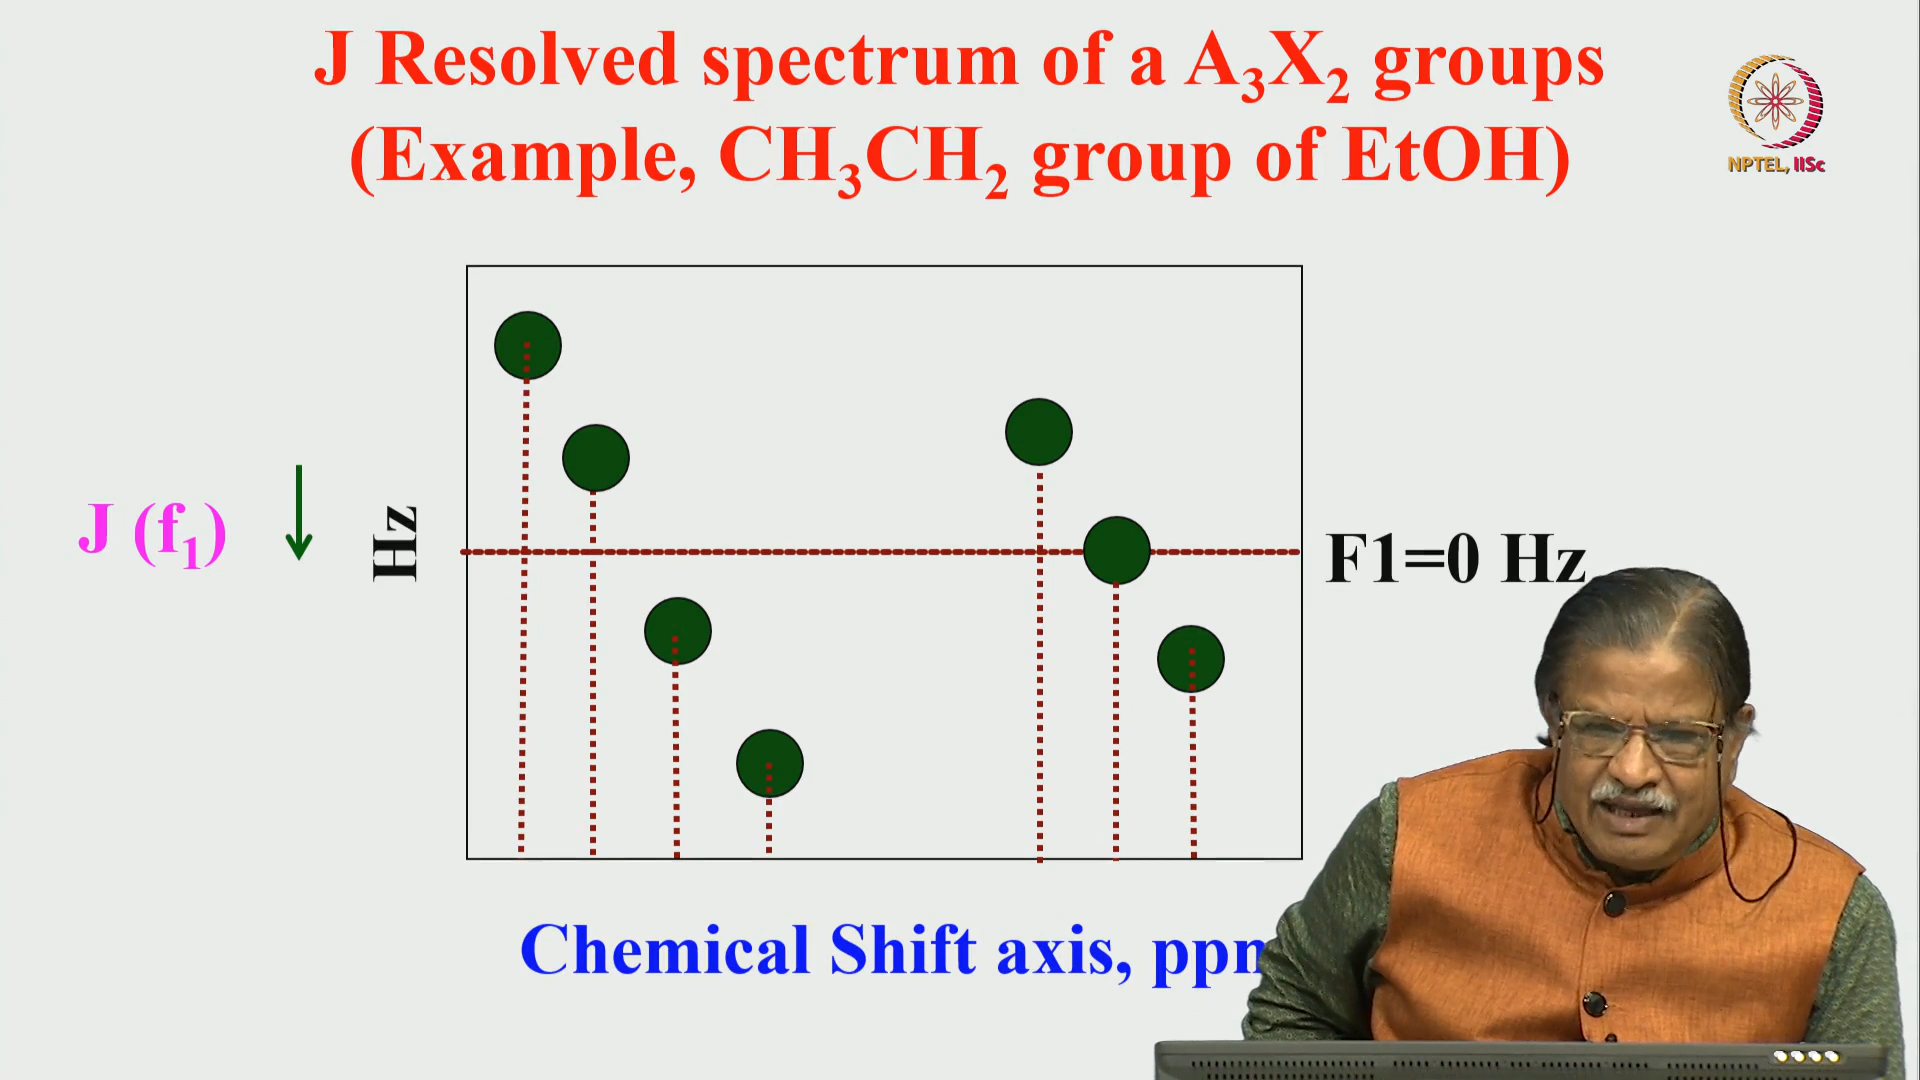 J Resolved spectrum of a A₃X₂ groups
(Example, CH₃CH₂ group of EtOH)
NPTEL, IISc
J (f₁)
Hz
F1=0 Hz
Chemical Shift axis,